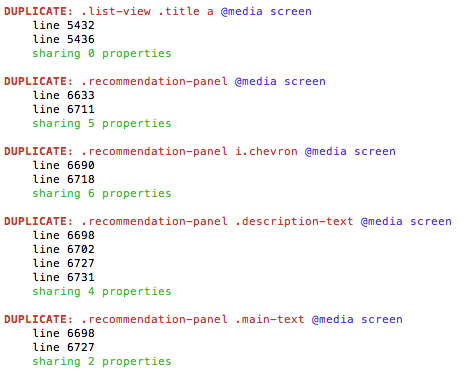 DUPLICATE: .list-view .title a @media screen
line 5432
line 5436
sharing 0 properties
DUPLICATE: .recommendation-panel @media screen
line 6633
line 6711
sharing 5 properties
DUPLICATE: .recommendation-panel i.chevron @media screen
line 6690
line 6718
sharing 6 properties
DUPLICATE: .recommendation-panel .description-text @media screen
line 6698
line 6702
line 6727
line 6731
sharing 4 properties
DUPLICATE: .recommendation-panel .main-text @media screen
line 6698
line 6727
sharing 2 properties